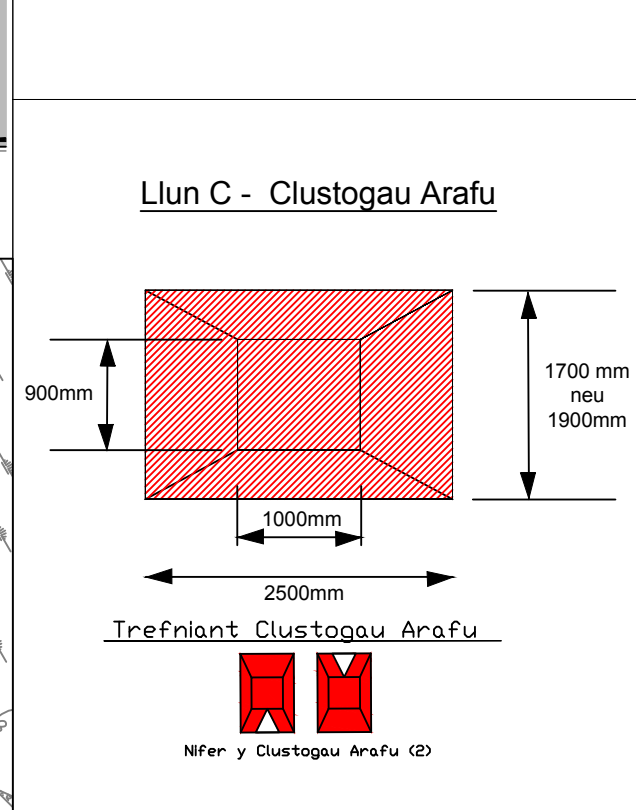 Llun C - Clustogau Arafu
900mm
1700 mm
neu
1900mm
1000mm
2500mm
Trefniant Clustogau Arafu
Nifer y Clustogau Arafu (2)